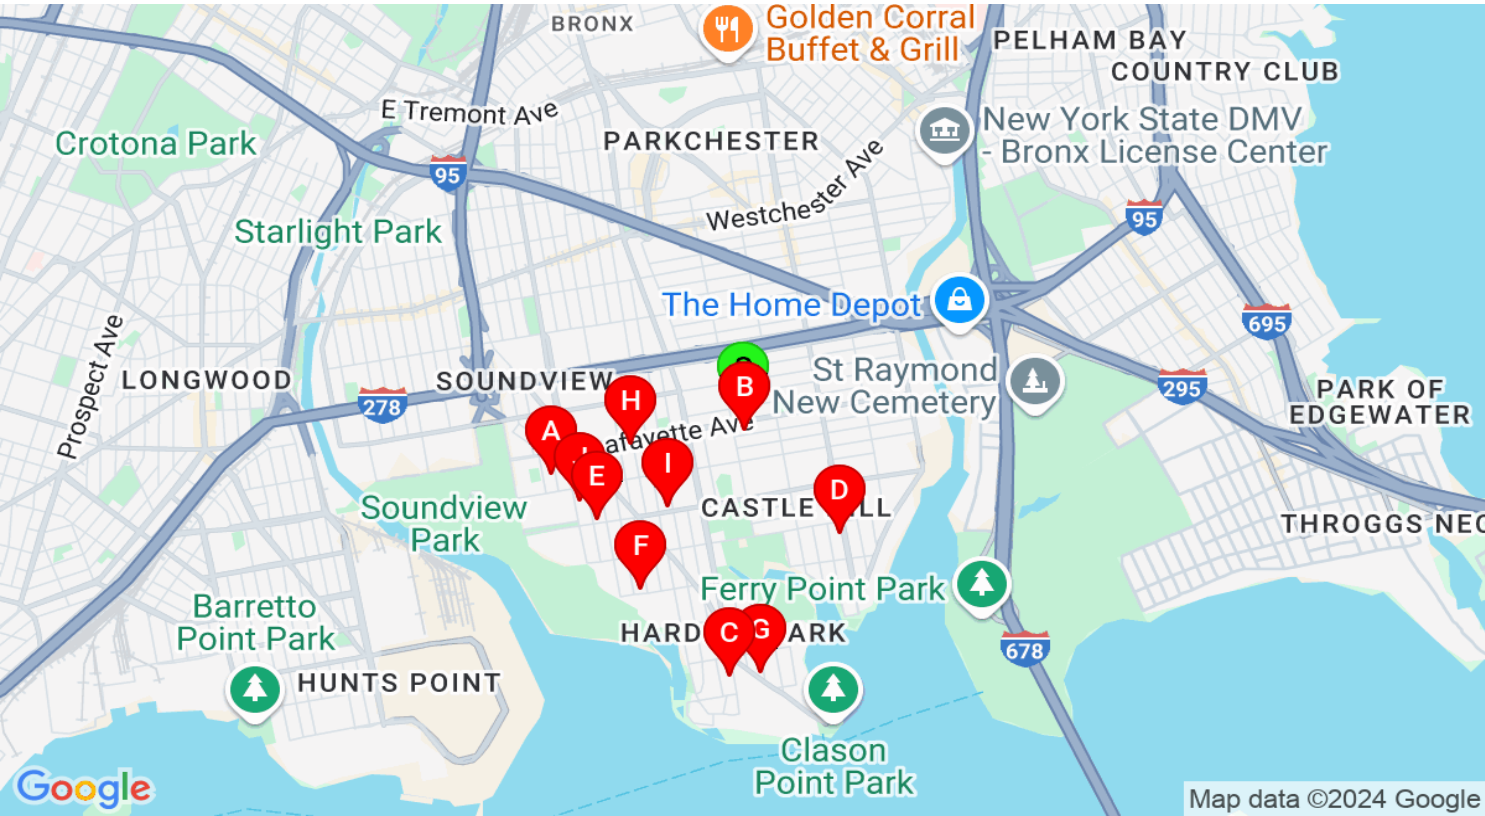 BRONX
Golden Corral
Buffet & Grill
PELHAM BAY
COUNTRY CLUB
E Tremont Ave
Crotona Park
PARKCHESTER
New York State DMV
- Bronx License Center
95
Westchester Ave
95
Starlight Park
The Home Depot
695
Prospect Ave
LONGWOOD
SOUNDVIEW
278
St Raymond
New Cemetery
295
PARK OF
EDGEWATER
B
H
A
Lafayette Ave
I
E
D
Soundview
Park
CASTLE HILL
THROGGS NEC
F
Ferry Point Park
Barretto
Point Park
HARD
ARK
C
G
678
HUNTS POINT
Clason
Point Park
Google
Map data ©2024 Google